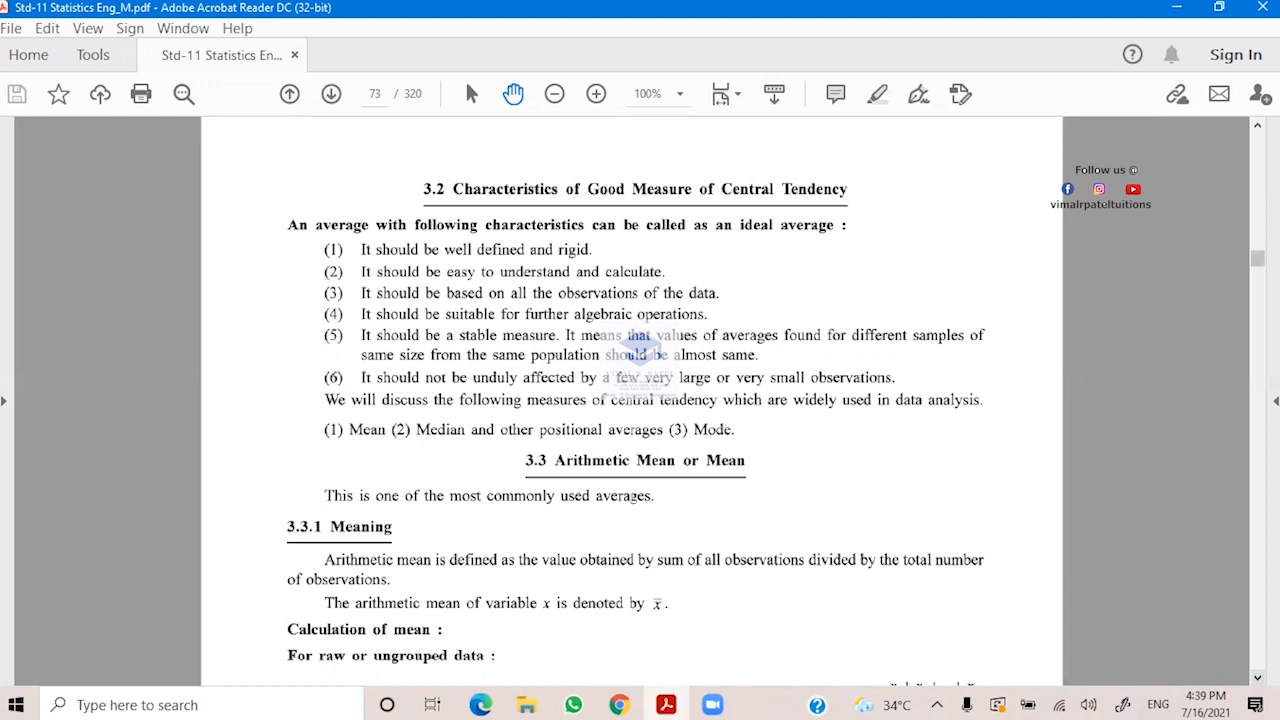 Std-11 Statistics Eng_M.pdf - Adobe Acrobat Reader DC (32-bit)
File Edit View Sign Window Help
Home Tools Std-11 Statistics En... × Sign In
73 / 320 100%
Follow us @
vimalrpateltuitions
3.2 Characteristics of Good Measure of Central Tendency
An average with following characteristics can be called as an ideal average :
(1) It should be well defined and rigid.
(2) It should be easy to understand and calculate.
(3) It should be based on all the observations of the data.
(4) It should be suitable for further algebraic operations.
(5) It should be a stable measure. It means that values of averages found for different samples of
same size from the same population should be almost same.
(6) It should not be unduly affected by a few very large or very small observations.
We will discuss the following measures of central tendency which are widely used in data analysis.
(1) Mean (2) Median and other positional averages (3) Mode.
3.3 Arithmetic Mean or Mean
This is one of the most commonly used averages.
3.3.1 Meaning
Arithmetic mean is defined as the value obtained by sum of all observations divided by the total number
of observations.
The arithmetic mean of variable x is denoted by x̅ .
Calculation of mean :
For raw or ungrouped data :
Type here to search
34°C ENG
4:39 PM
7/16/2021